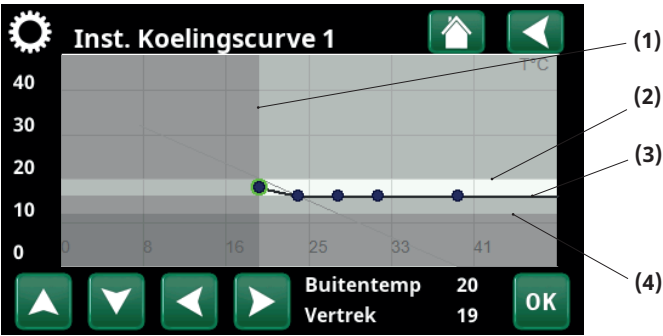 Inst. Koelingscurve 1
(1)
T°C
40
(2)
30
(3)
20
10
0
0 8 16 25 33 41
(4)
Buitentemp 20
Vertrek 19
OK